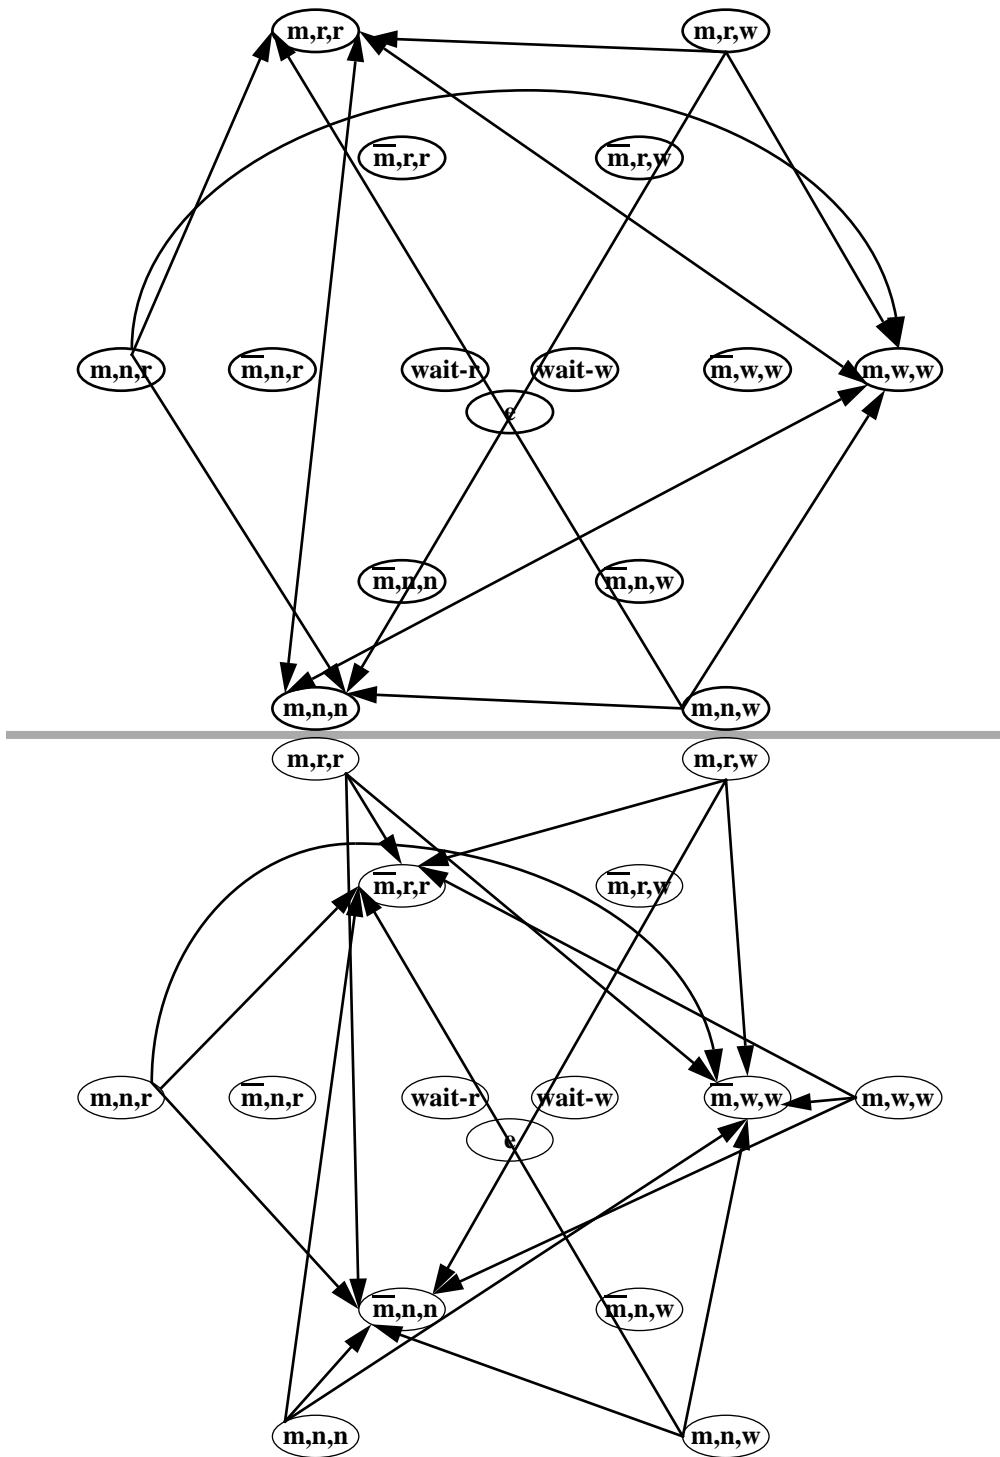 m,r,r m,r,w
m̅,r,r m̅,r,w
m,n,r m̅,n,r wait-r wait-w m̅,w,w m,w,w
e
m̅,n,n m̅,n,w
m,n,n m,n,w
m,r,r m,r,w
m̅,r,r m̅,r,w
m,n,r m̅,n,r wait-r wait-w m̅,w,w m,w,w
e
m̅,n,n m̅,n,w
m,n,n m,n,w